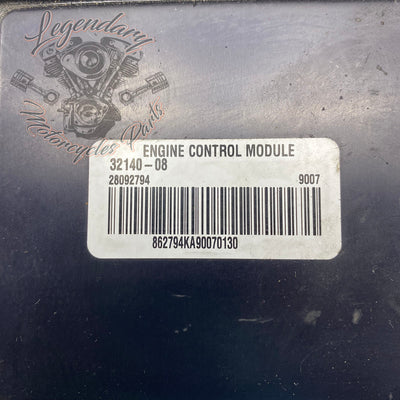 Legendary
Motorcycles Parts
ENGINE CONTROL MODULE
32140-08
28092794 9007
862794KA90070130